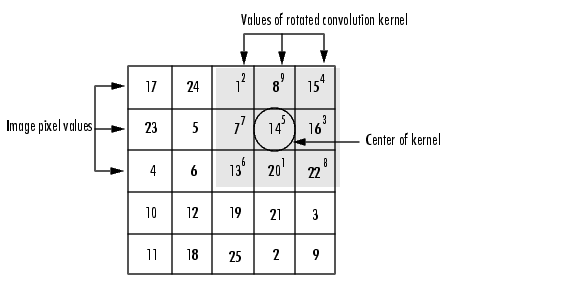 Values of rotated convolution kernel
17 24 1² 8⁹ 15⁴
Image pixel values 23 5 7⁷ 14⁵ 16³ Center of kernel
4 6 13⁶ 20¹ 22⁸
10 12 19 21 3
11 18 25 2 9